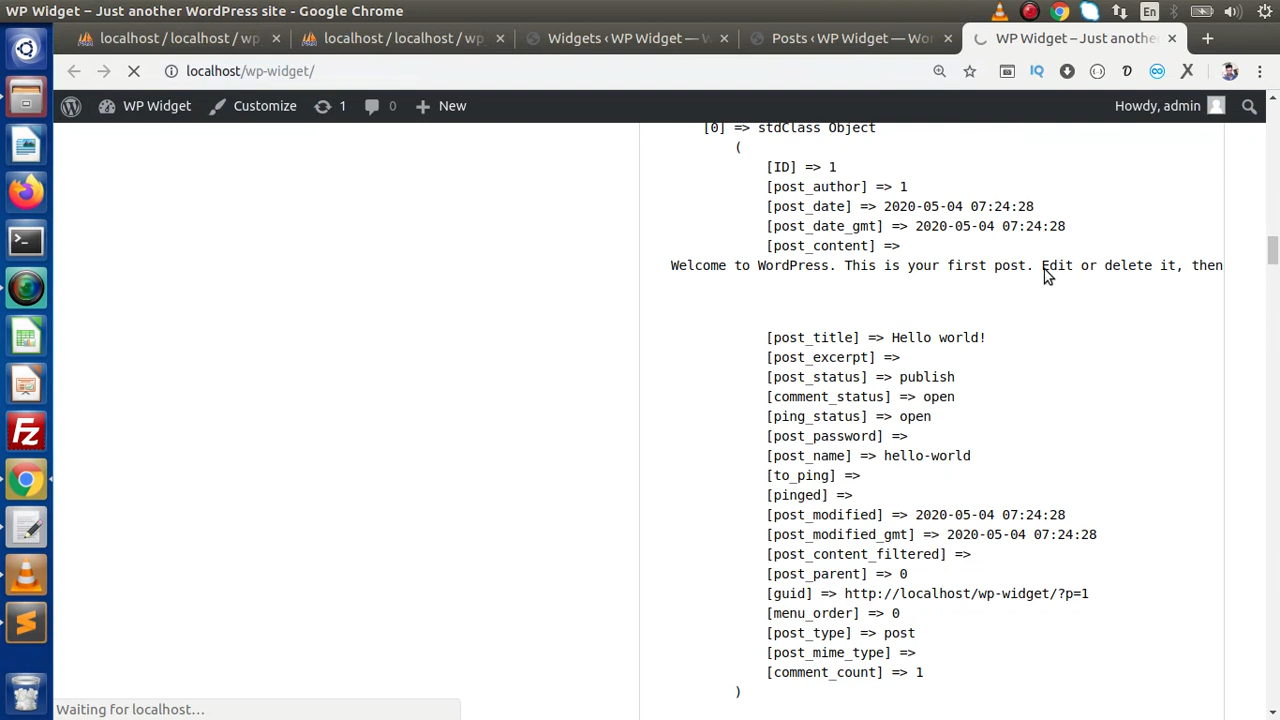 WP Widget – Just another WordPress site - Google Chrome
En
localhost / localhost / wp_
localhost / localhost / wp_
Widgets ‹ WP Widget — W
Posts ‹ WP Widget — Wor
WP Widget – Just anothe
localhost/wp-widget/
IQ
WP Widget
Customize
1
0
New
Howdy, admin
[0] => stdClass Object
(
[ID] => 1
[post_author] => 1
[post_date] => 2020-05-04 07:24:28
[post_date_gmt] => 2020-05-04 07:24:28
[post_content] =>
Welcome to WordPress. This is your first post. Edit or delete it, then
[post_title] => Hello world!
[post_excerpt] =>
[post_status] => publish
[comment_status] => open
[ping_status] => open
[post_password] =>
[post_name] => hello-world
[to_ping] =>
[pinged] =>
[post_modified] => 2020-05-04 07:24:28
[post_modified_gmt] => 2020-05-04 07:24:28
[post_content_filtered] =>
[post_parent] => 0
[guid] => http://localhost/wp-widget/?p=1
[menu_order] => 0
[post_type] => post
[post_mime_type] =>
[comment_count] => 1
)
Waiting for localhost…